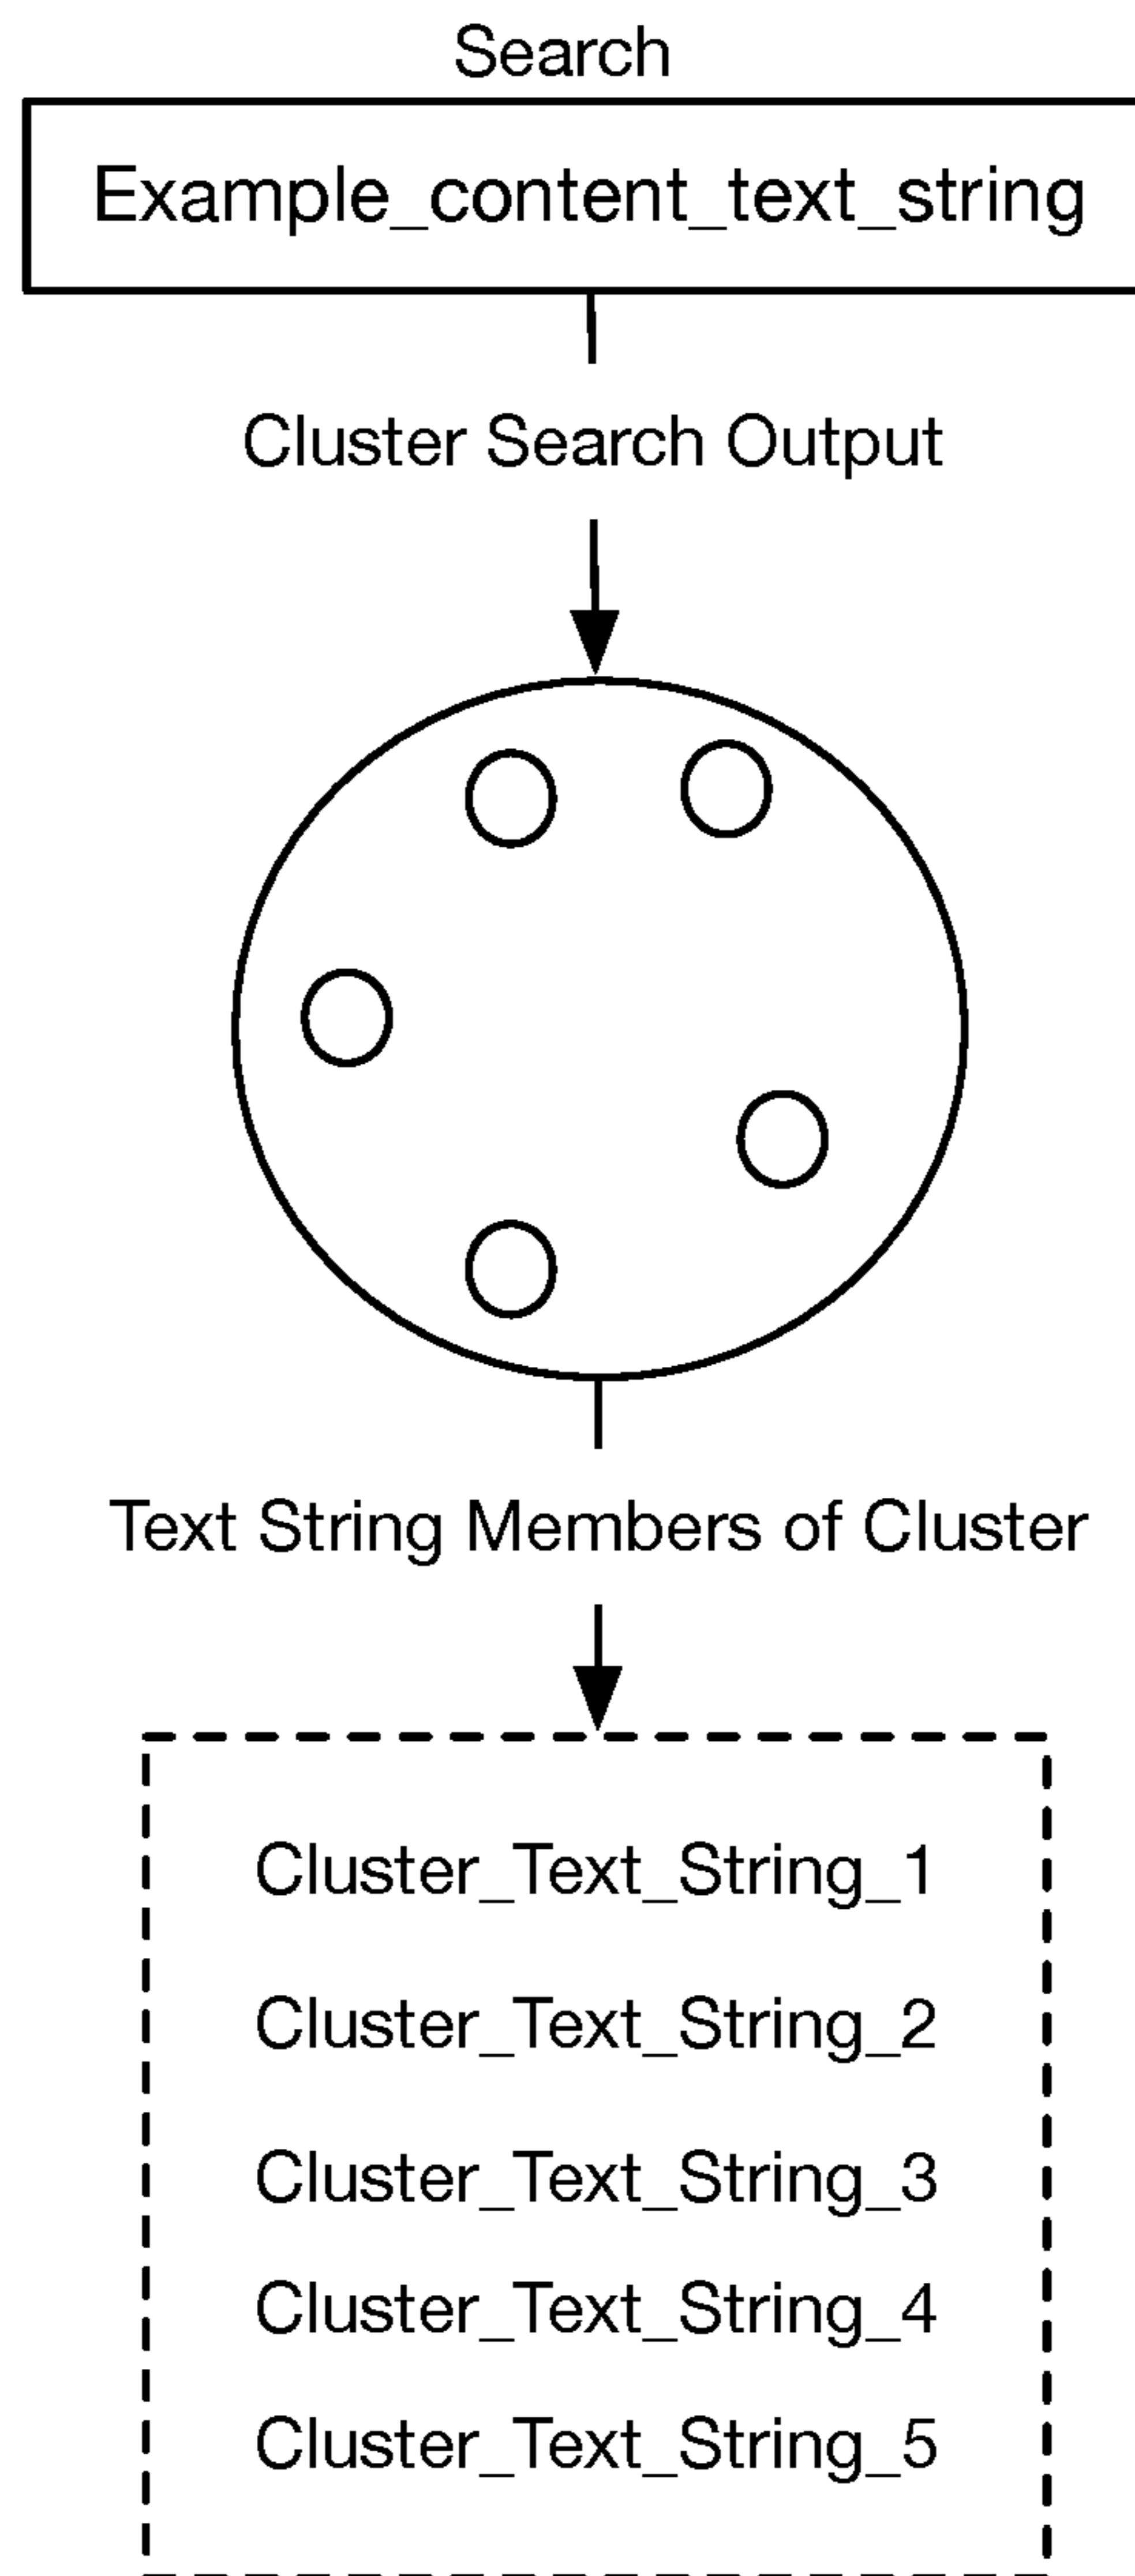 Search
Example_content_text_string
Cluster Search Output
Text String Members of Cluster
Cluster_Text_String_1
Cluster_Text_String_2
Cluster_Text_String_3
Cluster_Text_String_4
Cluster_Text_String_5